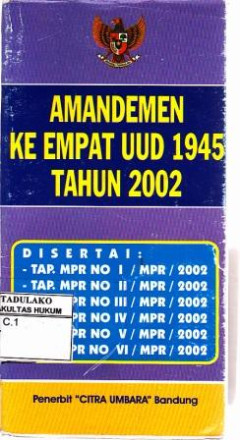 AMANDEMEN
KE EMPAT UUD 1945
TAHUN 2002
DISERTAI :
- TAP. MPR NO I / MPR / 2002
- TAP. MPR NO II / MPR / 2002
PR NO III / MPR / 2002
PR NO IV / MPR / 2002
PR NO V / MPR / 2002
PR NO VI / MPR / 2002
TADULAKO
AKULTAS HUKUM
C.1
Penerbit "CITRA UMBARA" Bandung